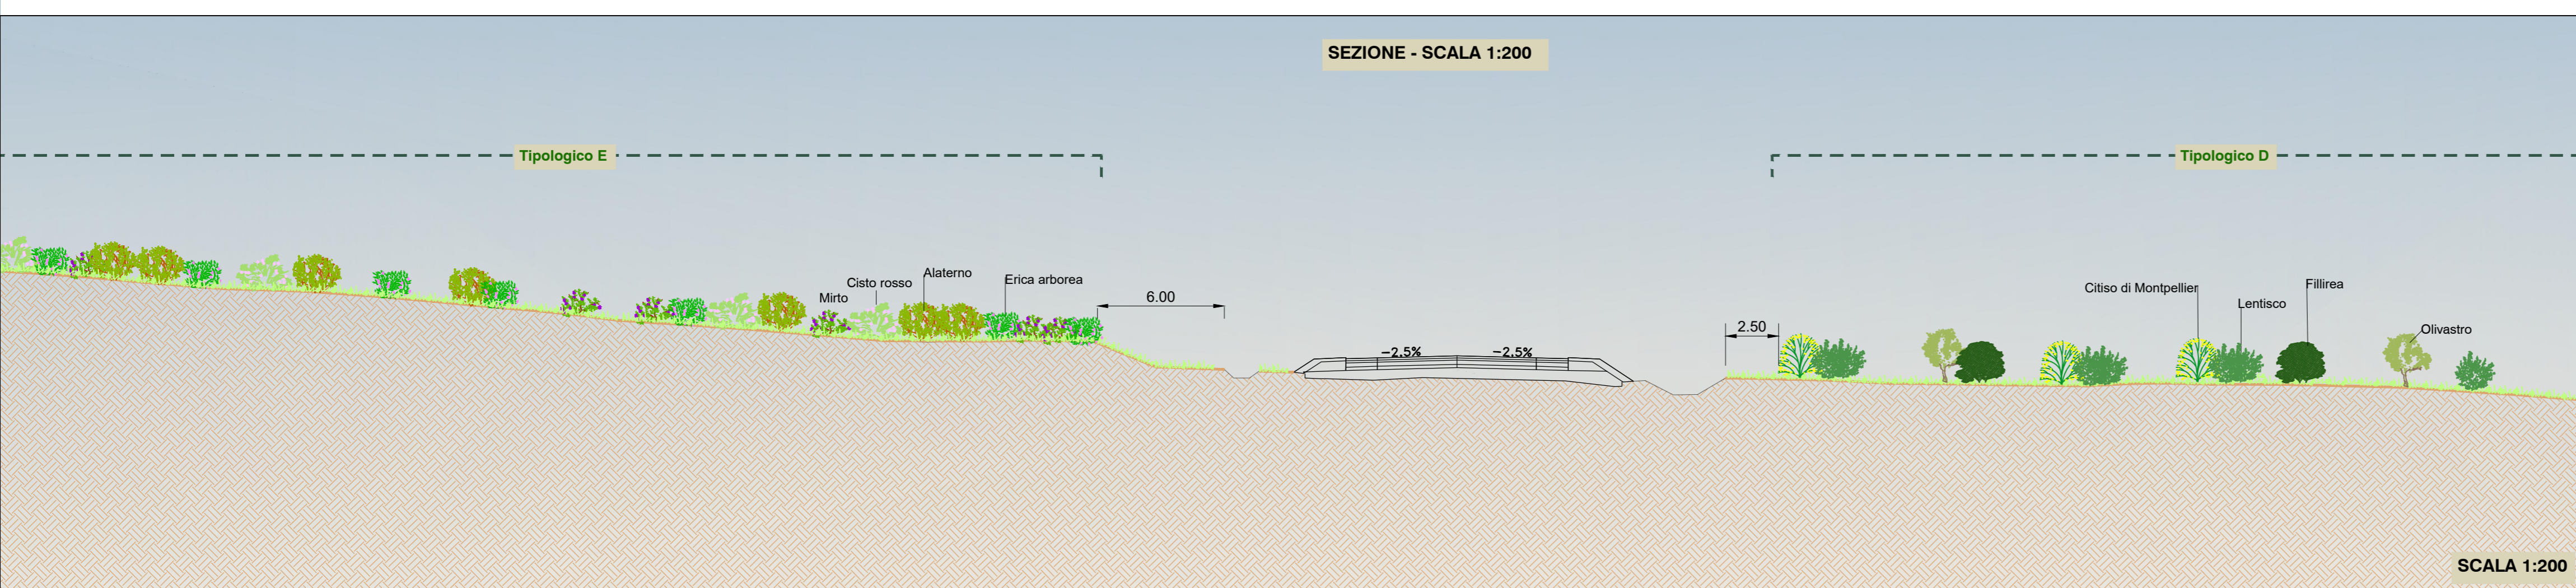 SEZIONE - SCALA 1:200
Tipologico E
Tipologico D
Mirto
Cisto rosso
Alaterno
Erica arborea
6.00
−2.5%
−2.5%
2.50
Citiso di Montpellier
Lentisco
Fillirea
Olivastro
SCALA 1:200